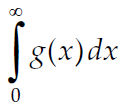 ∫₀^∞ g(x) dx